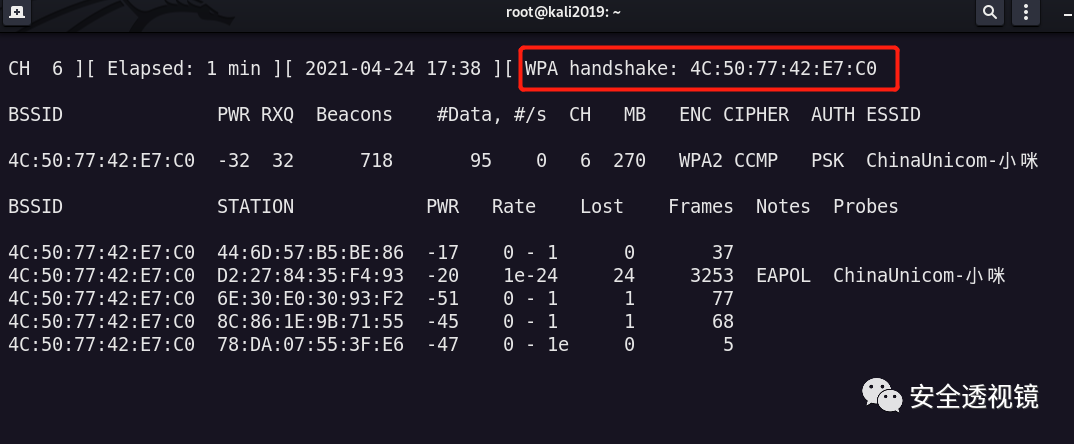 root@kali2019: ~
CH  6 ][ Elapsed: 1 min ][ 2021-04-24 17:38 ][ WPA handshake: 4C:50:77:42:E7:C0
BSSID              PWR RXQ  Beacons    #Data, #/s  CH   MB   ENC CIPHER  AUTH ESSID
4C:50:77:42:E7:C0  -32  32      718       95    0   6  270   WPA2 CCMP   PSK  ChinaUnicom-小咪
BSSID              STATION            PWR   Rate    Lost    Frames  Notes  Probes
4C:50:77:42:E7:C0  44:6D:57:B5:BE:86  -17    0 - 1      0       37
4C:50:77:42:E7:C0  D2:27:84:35:F4:93  -20    1e-24     24     3253  EAPOL  ChinaUnicom-小咪
4C:50:77:42:E7:C0  6E:30:E0:30:93:F2  -51    0 - 1      1       77
4C:50:77:42:E7:C0  8C:86:1E:9B:71:55  -45    0 - 1      1       68
4C:50:77:42:E7:C0  78:DA:07:55:3F:E6  -47    0 - 1e     0        5
安全透视镜